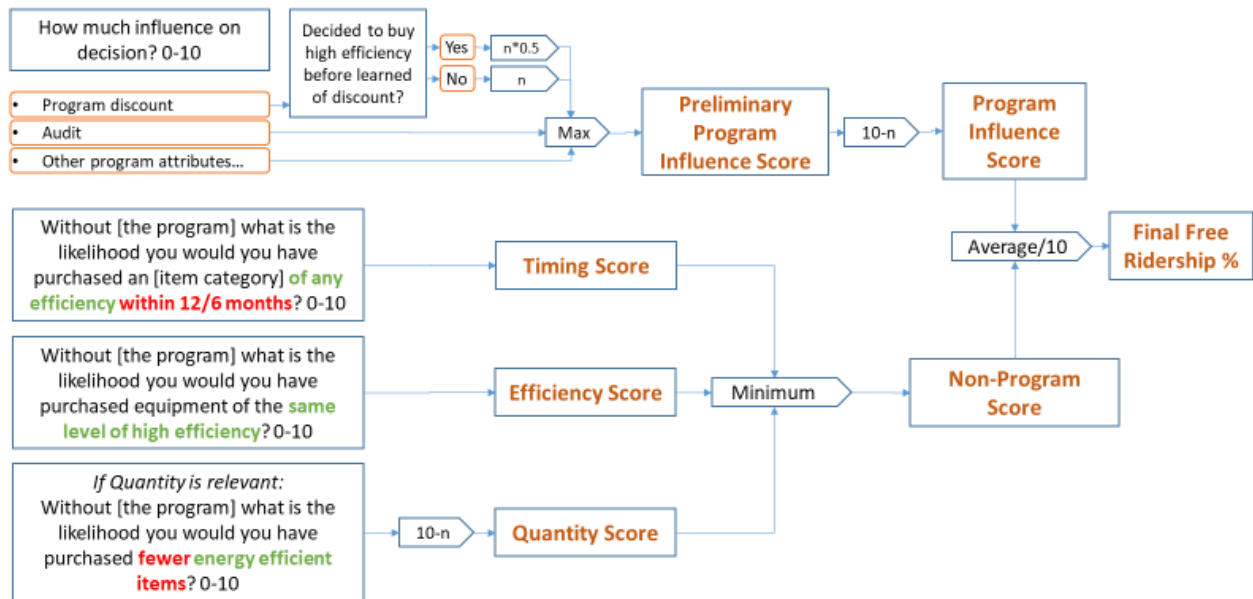 How much influence on
decision? 0-10
Decided to buy
high efficiency
before learned
of discount?
Yes
n*0.5
No
n
• Program discount
• Audit
• Other program attributes...
Max
Preliminary
Program
Influence Score
10-n
Program
Influence
Score
Without [the program] what is the
likelihood you would you have
purchased an [item category] of any
efficiency within 12/6 months? 0-10
Timing Score
Average/10
Final Free
Ridership %
Without [the program] what is the
likelihood you would you have
purchased equipment of the same
level of high efficiency? 0-10
Efficiency Score
Minimum
Non-Program
Score
If Quantity is relevant:
Without [the program] what is the
likelihood you would you have
purchased fewer energy efficient
items? 0-10
10-n
Quantity Score